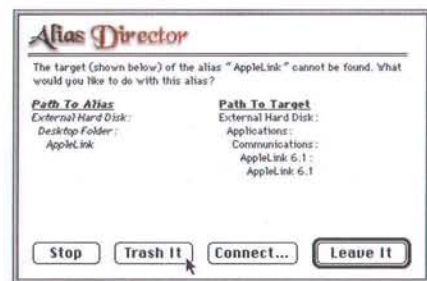 Alias Director
The target (shown below) of the alias "AppleLink" cannot be found. What
would you like to do with this alias?
Path To Alias
External Hard Disk:
Desktop Folder:
AppleLink
Path To Target
External Hard Disk:
Applications:
Communications:
AppleLink 6.1:
AppleLink 6.1
Stop
Trash It
Connect...
Leave It